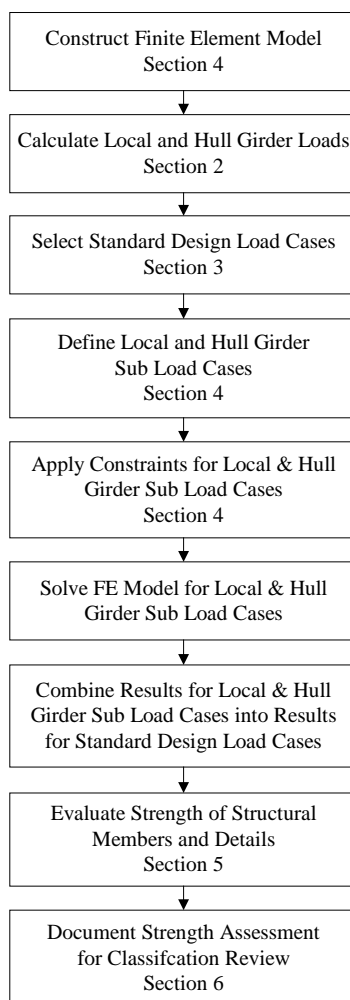 Construct Finite Element Model
Section 4
Calculate Local and Hull Girder Loads
Section 2
Select Standard Design Load Cases
Section 3
Define Local and Hull Girder
Sub Load Cases
Section 4
Apply Constraints for Local & Hull
Girder Sub Load Cases
Section 4
Solve FE Model for Local & Hull
Girder Sub Load Cases
Combine Results for Local & Hull
Girder Sub Load Cases into Results
for Standard Design Load Cases
Evaluate Strength of Structural
Members and Details
Section 5
Document Strength Assessment
for Classifcation Review
Section 6